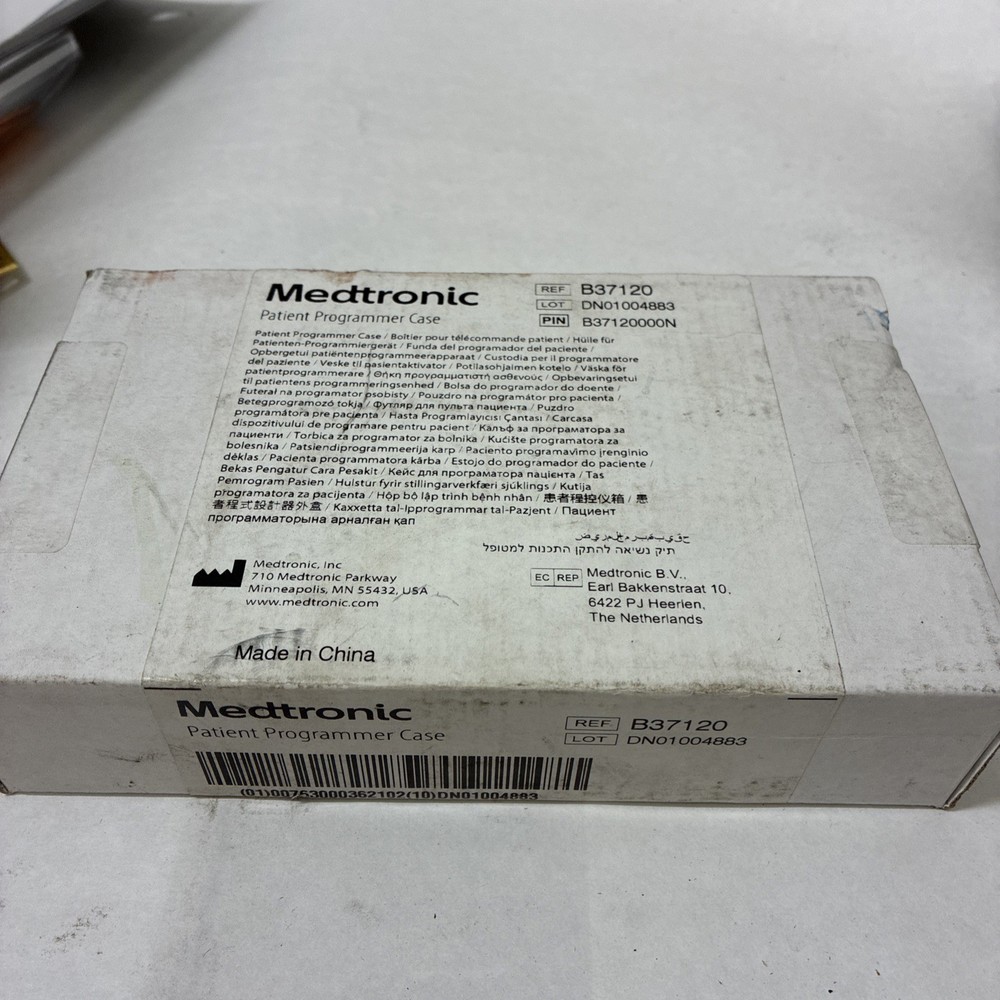 Medtronic
Patient Programmer Case
REF B37120
LOT DN01004883
PIN B37120000N
Patient Programmer Case / Boîtier pour télécommande patient / Hülle für
Patienten-Programmiergerät / Funda del programador del paciente /
Opbergetui patiëntenprogrammeerapparaat / Custodia per il programmatore
del paziente / Veske til pasientaktivator / Potilasohjaimen kotelo / Väska för
patientprogrammerare / Θήκη προγραμματιστή ασθενούς / Opbevaringsetui
til patientens programmeringsenhed / Bolsa do programador do doente /
Futerał na programator osobisty / Pouzdro na programátor pro pacienta /
Betegprogramozó tokja / Футляр для пульта пациента / Puzdro
programátora pre pacienta / Hasta Programlayıcısı Çantası / Carcasa
dispozitivului de programare pentru pacient / Калъф за програматора за
пациенти / Torbica za programator za bolnika / Kućište programatora za
bolesnika / Patsiendiprogrammeerija karp / Paciento programavimo įrenginio
dėklas / Pacienta programmatora kārba / Estojo do programador do paciente /
Bekas Pengatur Cara Pesakit / Кейс для програматора пацієнта / Tas
Pemrogram Pasien / Hulstur fyrir stillingarverkfæri sjúklings / Kutija
programatora za pacijenta / Hộp bộ lập trình bệnh nhân / 患者程控仪箱 / 患
者程式設計器外盒 / Kaxxetta tal-Ipprogrammar tal-Pazjent / Пациент
программаторына арналған қап
תיק נשיאה להתקן התכנות למטופל
Medtronic, Inc
710 Medtronic Parkway
Minneapolis, MN 55432, USA
www.medtronic.com
EC REP Medtronic B.V.,
Earl Bakkenstraat 10,
6422 PJ Heerlen,
The Netherlands
Made in China
Medtronic
Patient Programmer Case
REF B37120
LOT DN01004883
(01)00763000362102(10)DN01004883